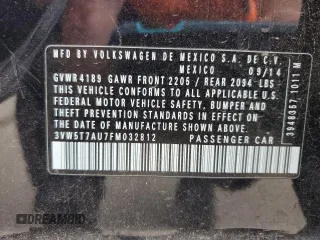 MFD BY VOLKSWAGEN DE MEXICO S.A. DE C.V.
MEXICO 09/14
GVWR 4189 GAWR FRONT 2205 / REAR 2094 LBS
THIS VEHICLE CONFORMS TO ALL APPLICABLE
FEDERAL MOTOR VEHICLE SAFETY, BUMPER AND
THEFT PREVENTION STANDARDS IN EFFECT ON
THE DATE OF MANUFACTURE SHOWN ABOVE.
3VW5T7AU7FM032812 PASSENGER CAR
DREAMBID.COM